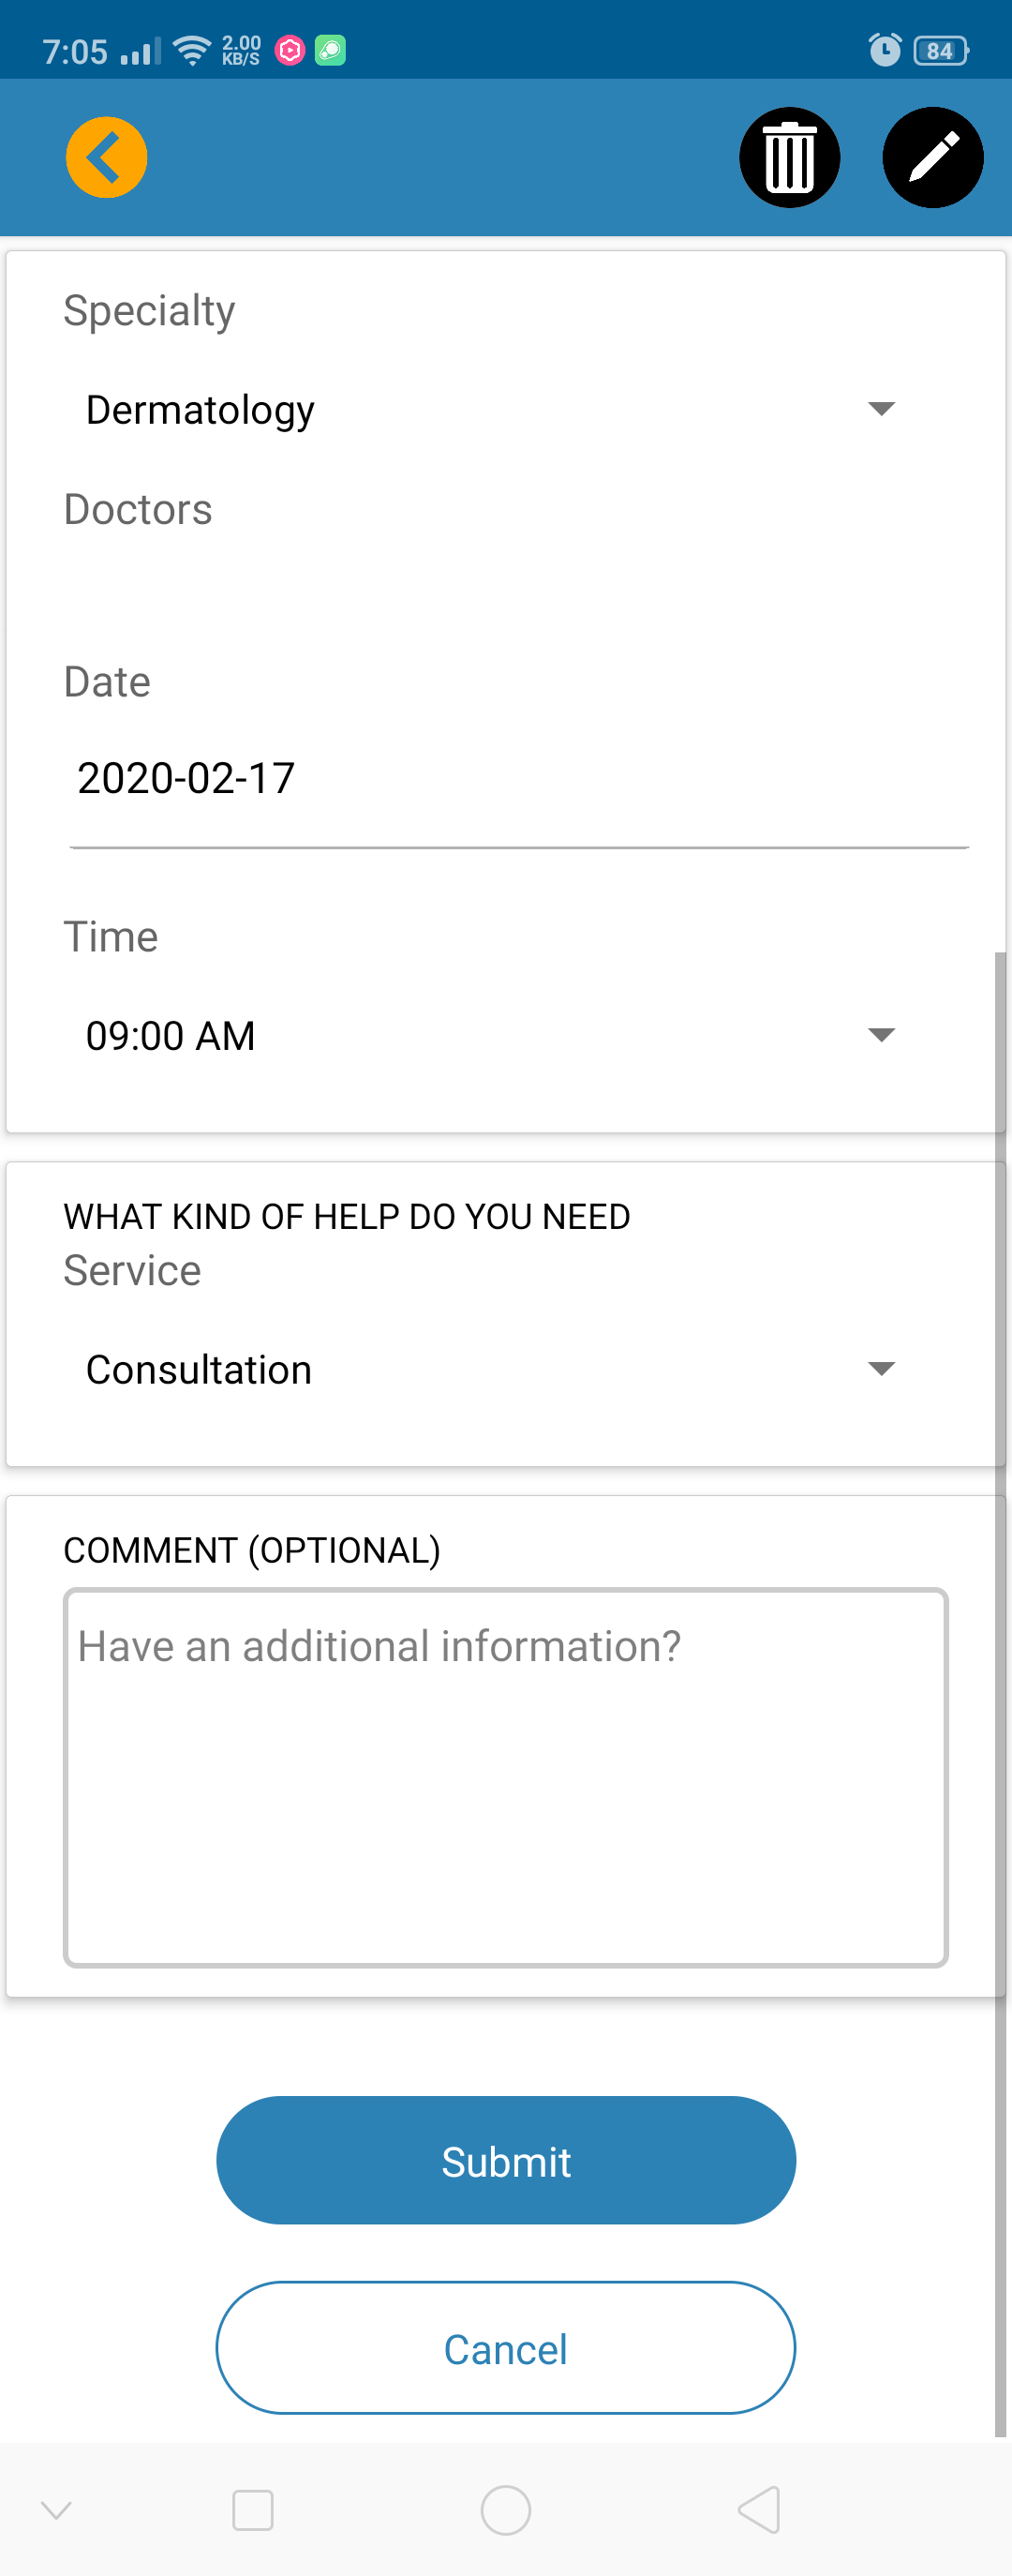 7:05 2.00 KB/S 84
Specialty
Dermatology
Doctors
Date
2020-02-17
Time
09:00 AM
WHAT KIND OF HELP DO YOU NEED
Service
Consultation
COMMENT (OPTIONAL)
Have an additional information?
Submit
Cancel